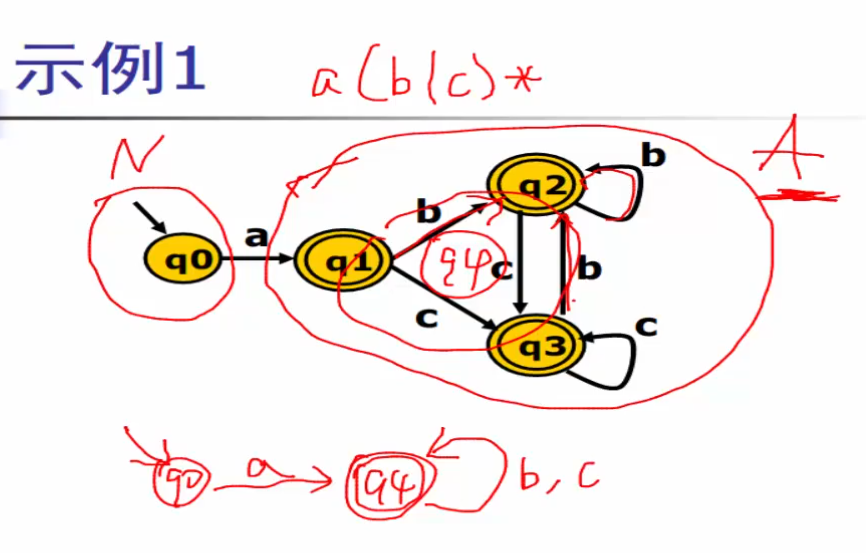 示例1 a(b|c)*
N A
b
q2
b
a
q0 q1 q4 c b
c
q3 c
q0 a q4 b, c